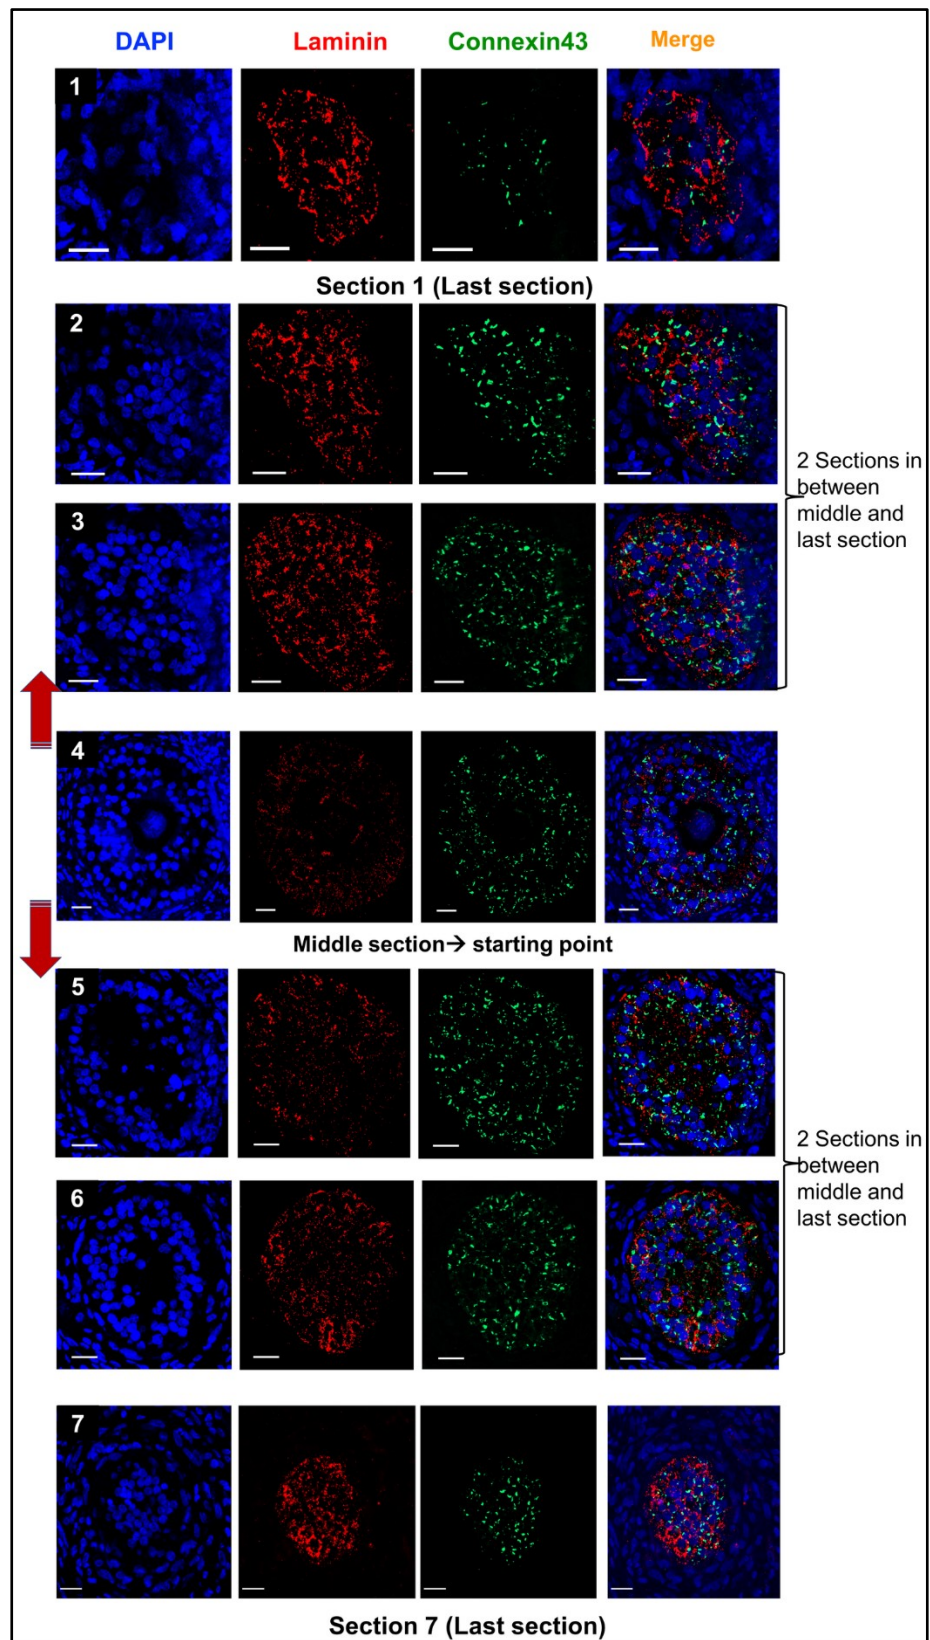 DAPI Laminin Connexin43 Merge
1
Section 1 (Last section)
2
2 Sections in
between
middle and
last section
3
4
Middle section→ starting point
5
2 Sections in
between
middle and
last section
6
7
Section 7 (Last section)